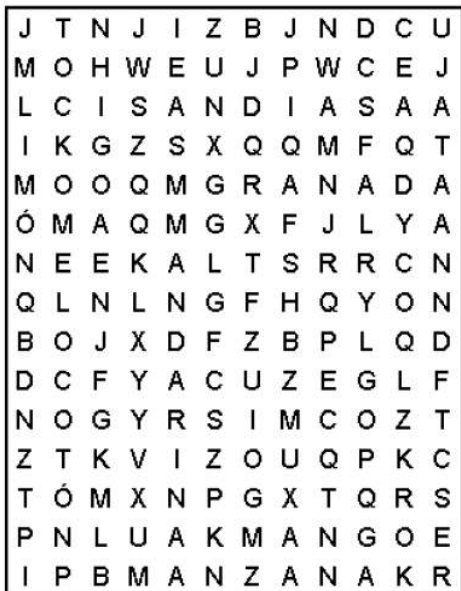 J T N J I Z B J N D C U
M O H W E U J P W C E J
L C I S A N D I A S A A
I K G Z S X Q Q M F Q T
M O O Q M G R A N A D A
Ó M A Q M G X F J L Y A
N E E K A L T S R R C N
Q L N L N G F H Q Y O N
B O J X D F Z B P L Q D
D C F Y A C U Z E G L F
N O G Y R S I M C O Z T
Z T K V I Z O U Q P K C
T Ó M X N P G X T Q R S
P N L U A K M A N G O E
I P B M A N Z A N A K R